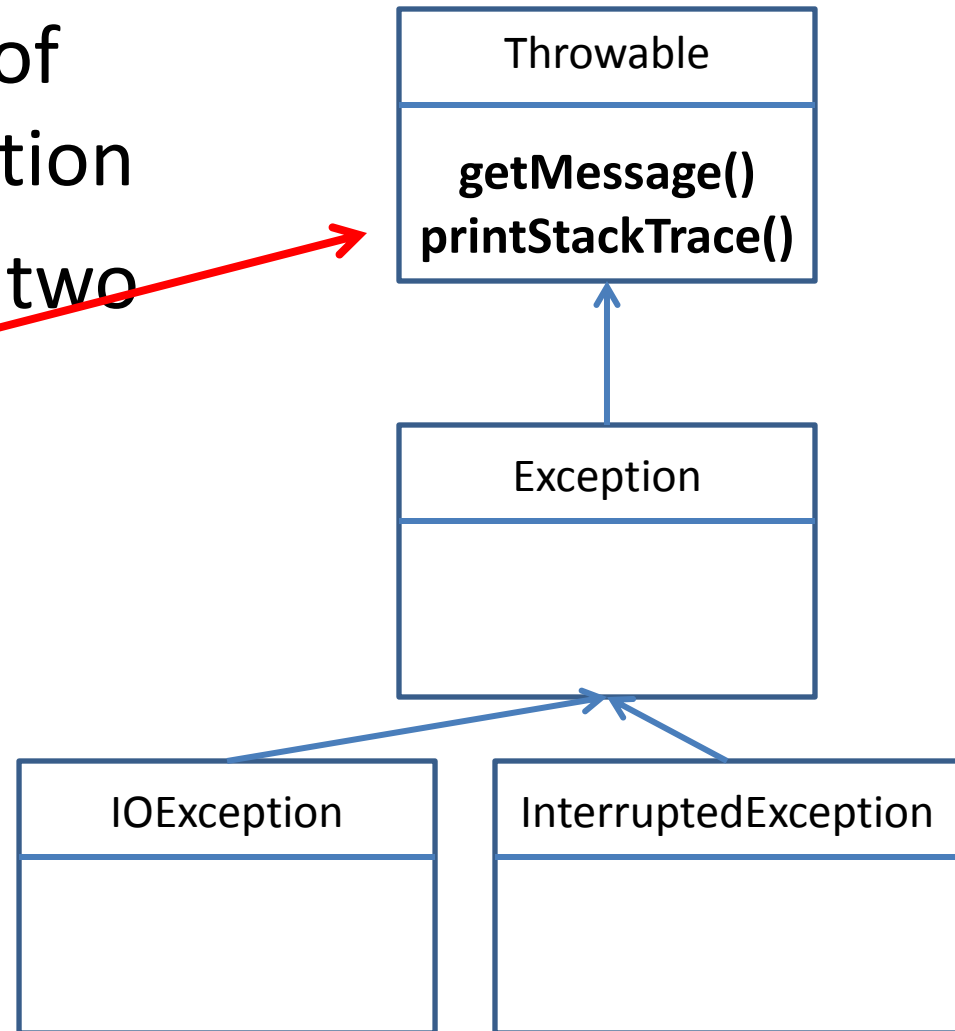 of
tion
two
Throwable
getMessage()
printStackTrace()
Exception
IOException
InterruptedException